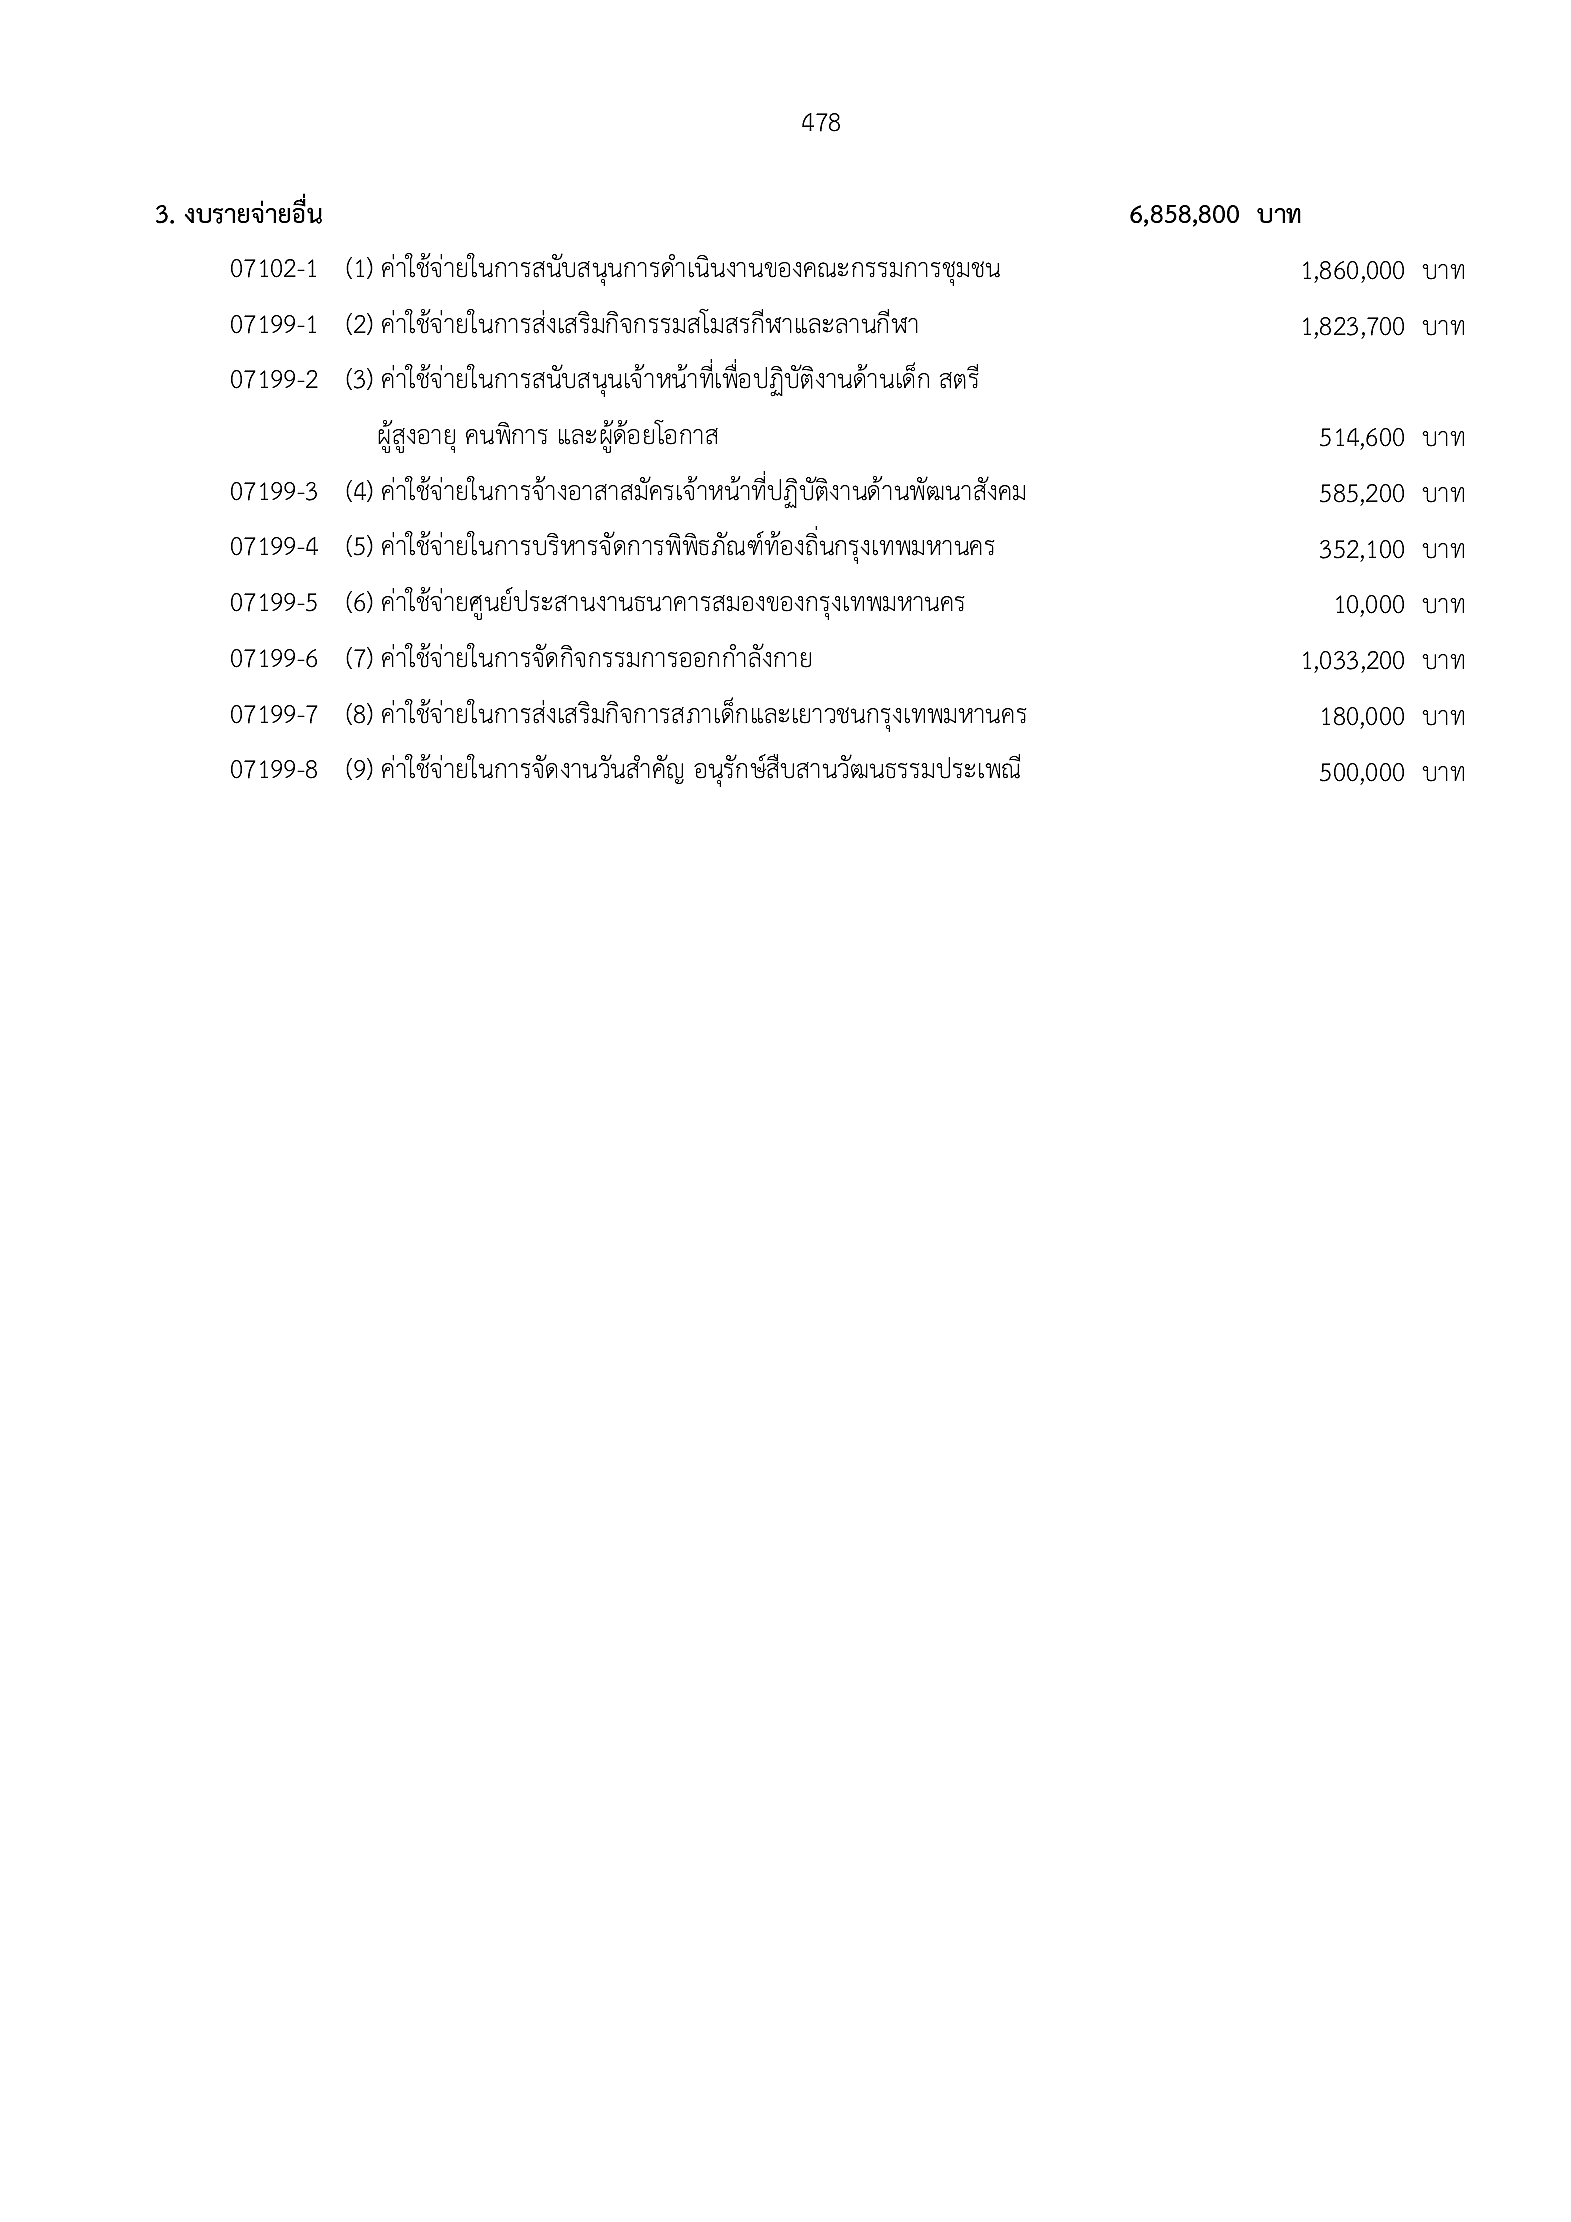 478
3. งบรายจ่ายอื่น 6,858,800 บาท
07102-1 (1) ค่าใช้จ่ายในการสนับสนุนการดำเนินงานของคณะกรรมการชุมชน 1,860,000 บาท
07199-1 (2) ค่าใช้จ่ายในการส่งเสริมกิจกรรมสโมสรกีฬาและลานกีฬา 1,823,700 บาท
07199-2 (3) ค่าใช้จ่ายในการสนับสนุนเจ้าหน้าที่เพื่อปฏิบัติงานด้านเด็ก สตรี
ผู้สูงอายุ คนพิการ และผู้ด้อยโอกาส 514,600 บาท
07199-3 (4) ค่าใช้จ่ายในการจ้างอาสาสมัครเจ้าหน้าที่ปฏิบัติงานด้านพัฒนาสังคม 585,200 บาท
07199-4 (5) ค่าใช้จ่ายในการบริหารจัดการพิพิธภัณฑ์ท้องถิ่นกรุงเทพมหานคร 352,100 บาท
07199-5 (6) ค่าใช้จ่ายศูนย์ประสานงานธนาคารสมองของกรุงเทพมหานคร 10,000 บาท
07199-6 (7) ค่าใช้จ่ายในการจัดกิจกรรมการออกกำลังกาย 1,033,200 บาท
07199-7 (8) ค่าใช้จ่ายในการส่งเสริมกิจการสภาเด็กและเยาวชนกรุงเทพมหานคร 180,000 บาท
07199-8 (9) ค่าใช้จ่ายในการจัดงานวันสำคัญ อนุรักษ์สืบสานวัฒนธรรมประเพณี 500,000 บาท